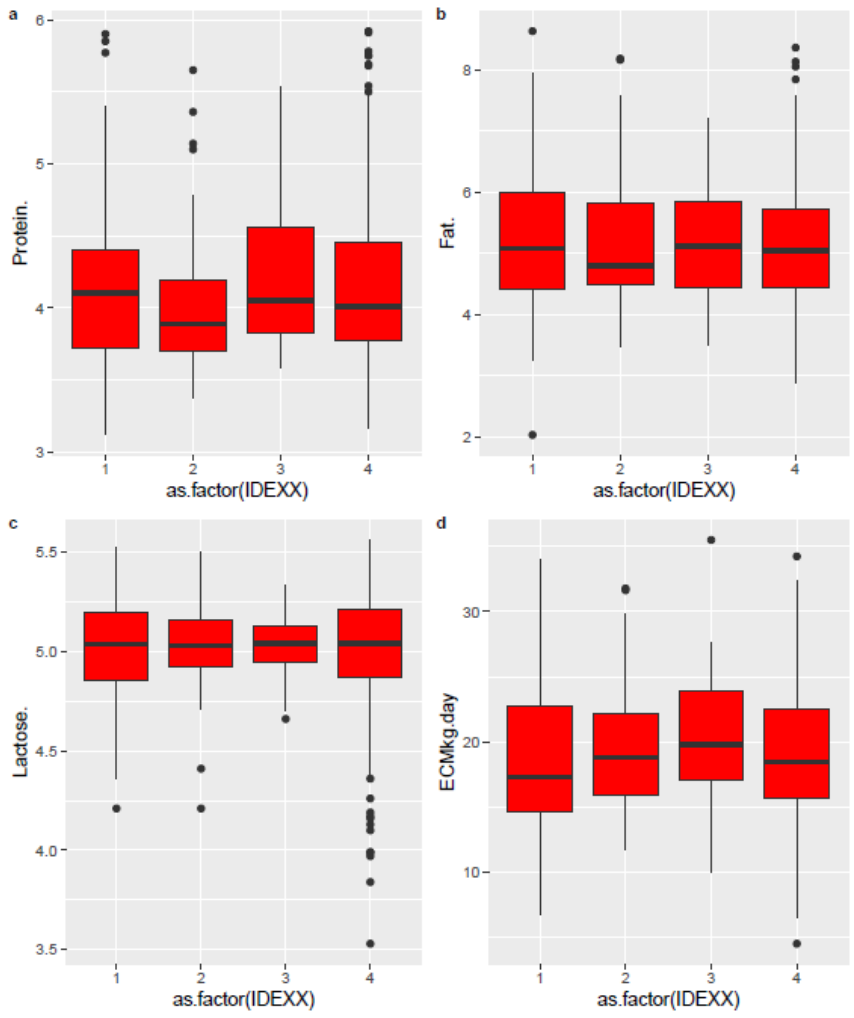 a
6
5
4
3
Protein.
1 2 3 4
as.factor(IDEXX)
b
8
6
4
2
Fat.
1 2 3 4
as.factor(IDEXX)
c
5.5
5.0
4.5
4.0
3.5
Lactose.
1 2 3 4
as.factor(IDEXX)
d
30
20
10
ECMkg.day
1 2 3 4
as.factor(IDEXX)